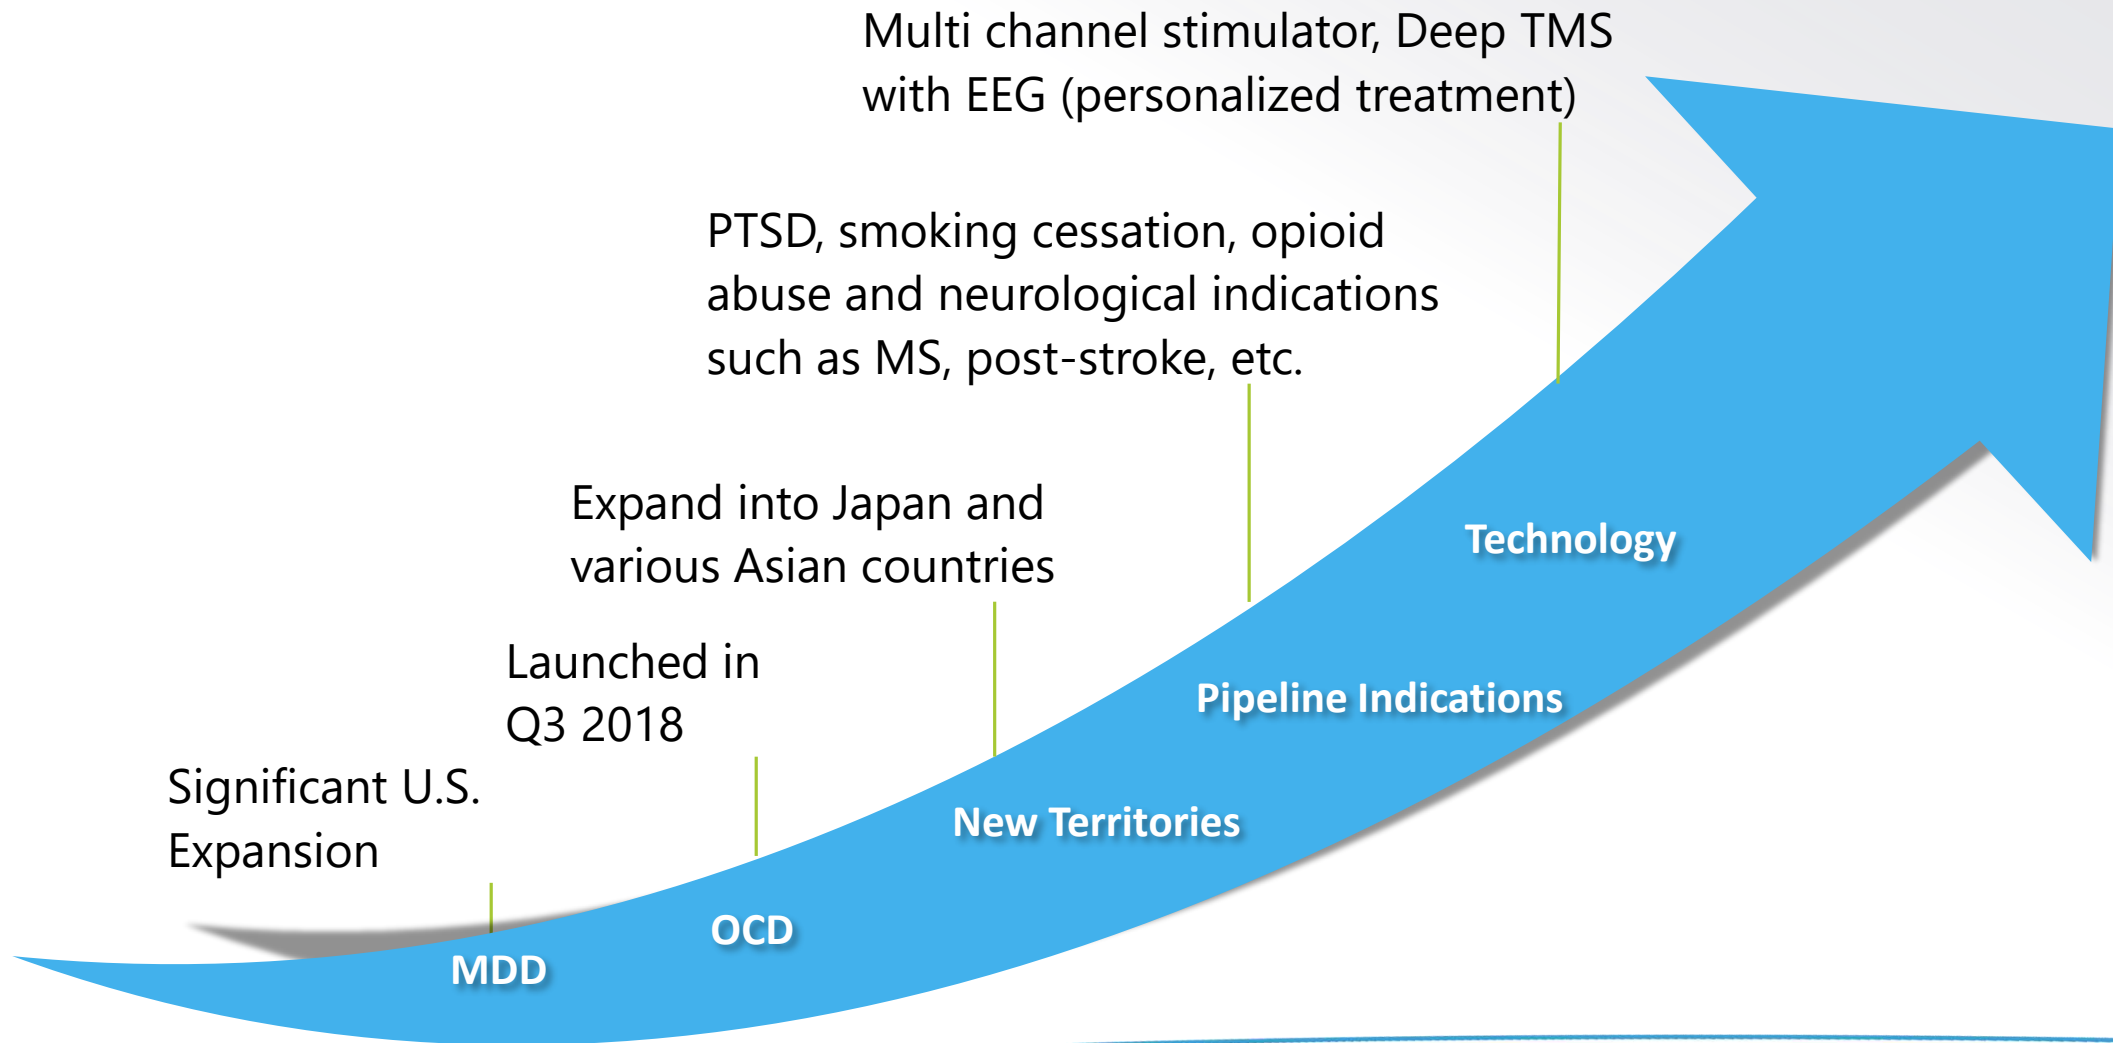 Multi channel stimulator, Deep TMS
with EEG (personalized treatment)
PTSD, smoking cessation, opioid
abuse and neurological indications
such as MS, post-stroke, etc.
Expand into Japan and
various Asian countries
Launched in
Q3 2018
Significant U.S.
Expansion
Technology
Pipeline Indications
New Territories
OCD
MDD